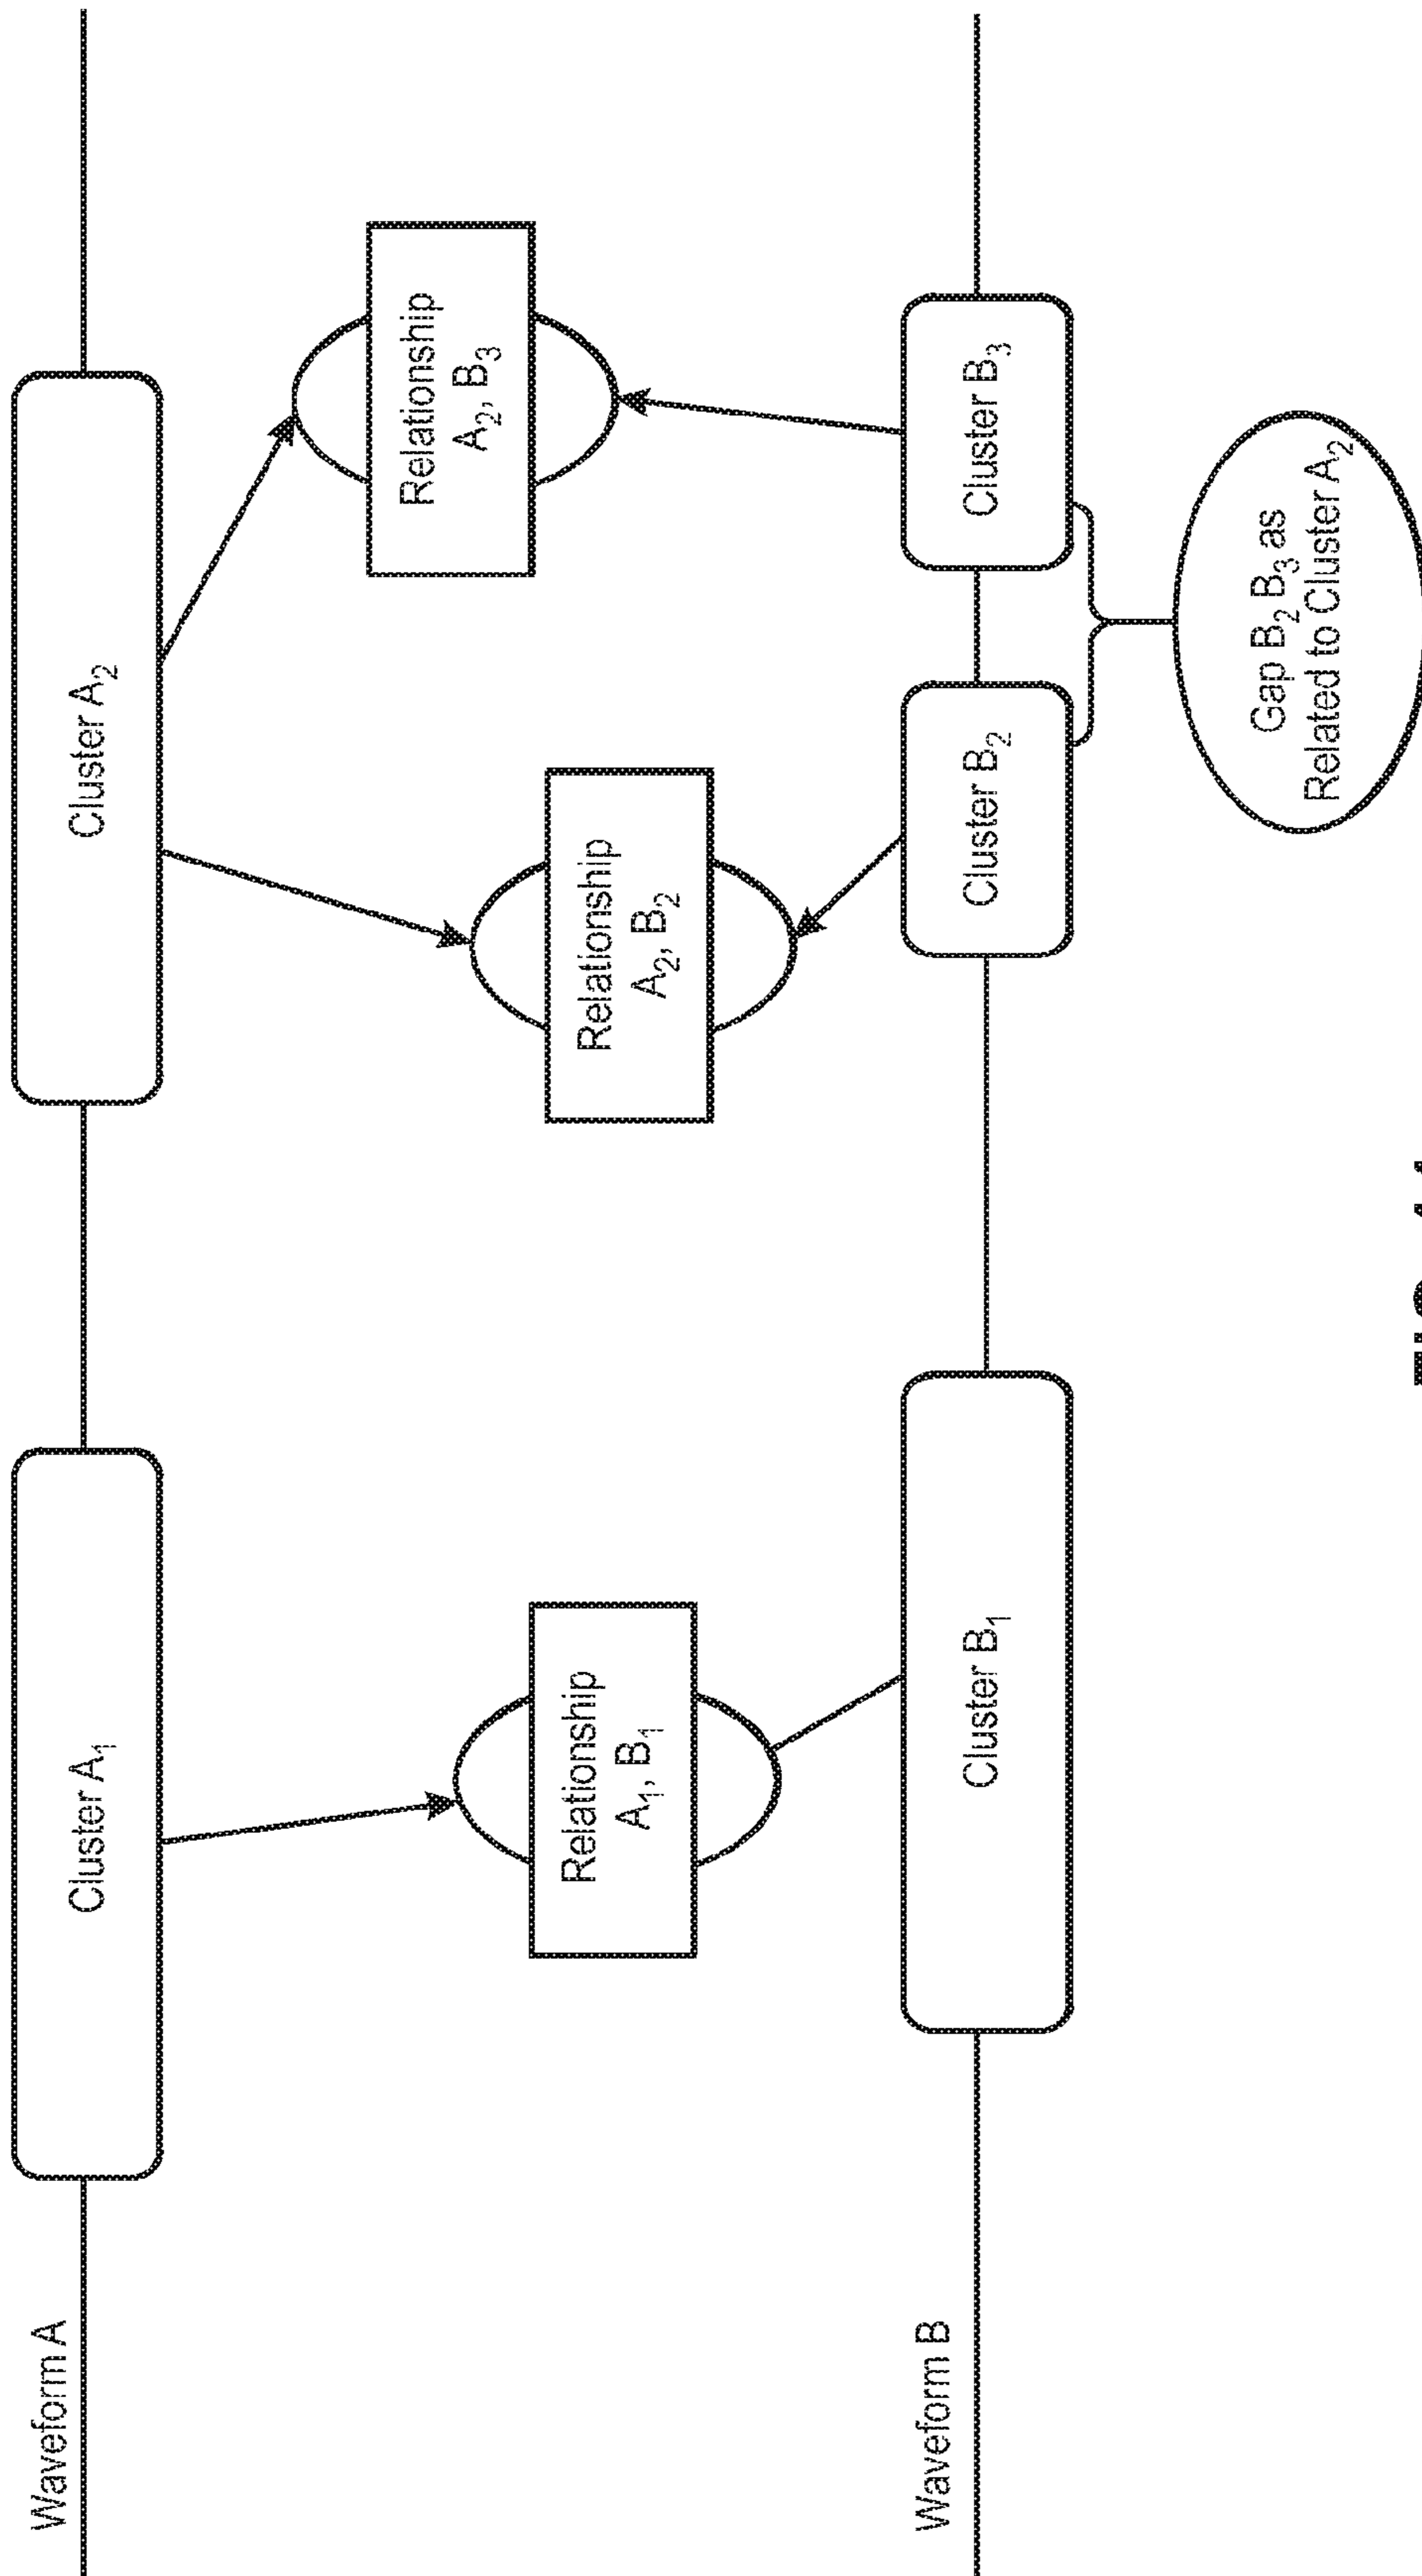 Waveform A
Cluster A₁
Cluster A₂
Relationship
A₁, B₁
Relationship
A₂, B₂
Relationship
A₂, B₃
Waveform B
Cluster B₁
Cluster B₂
Cluster B₃
Gap B₂ B₃ as
Related to Cluster A₂